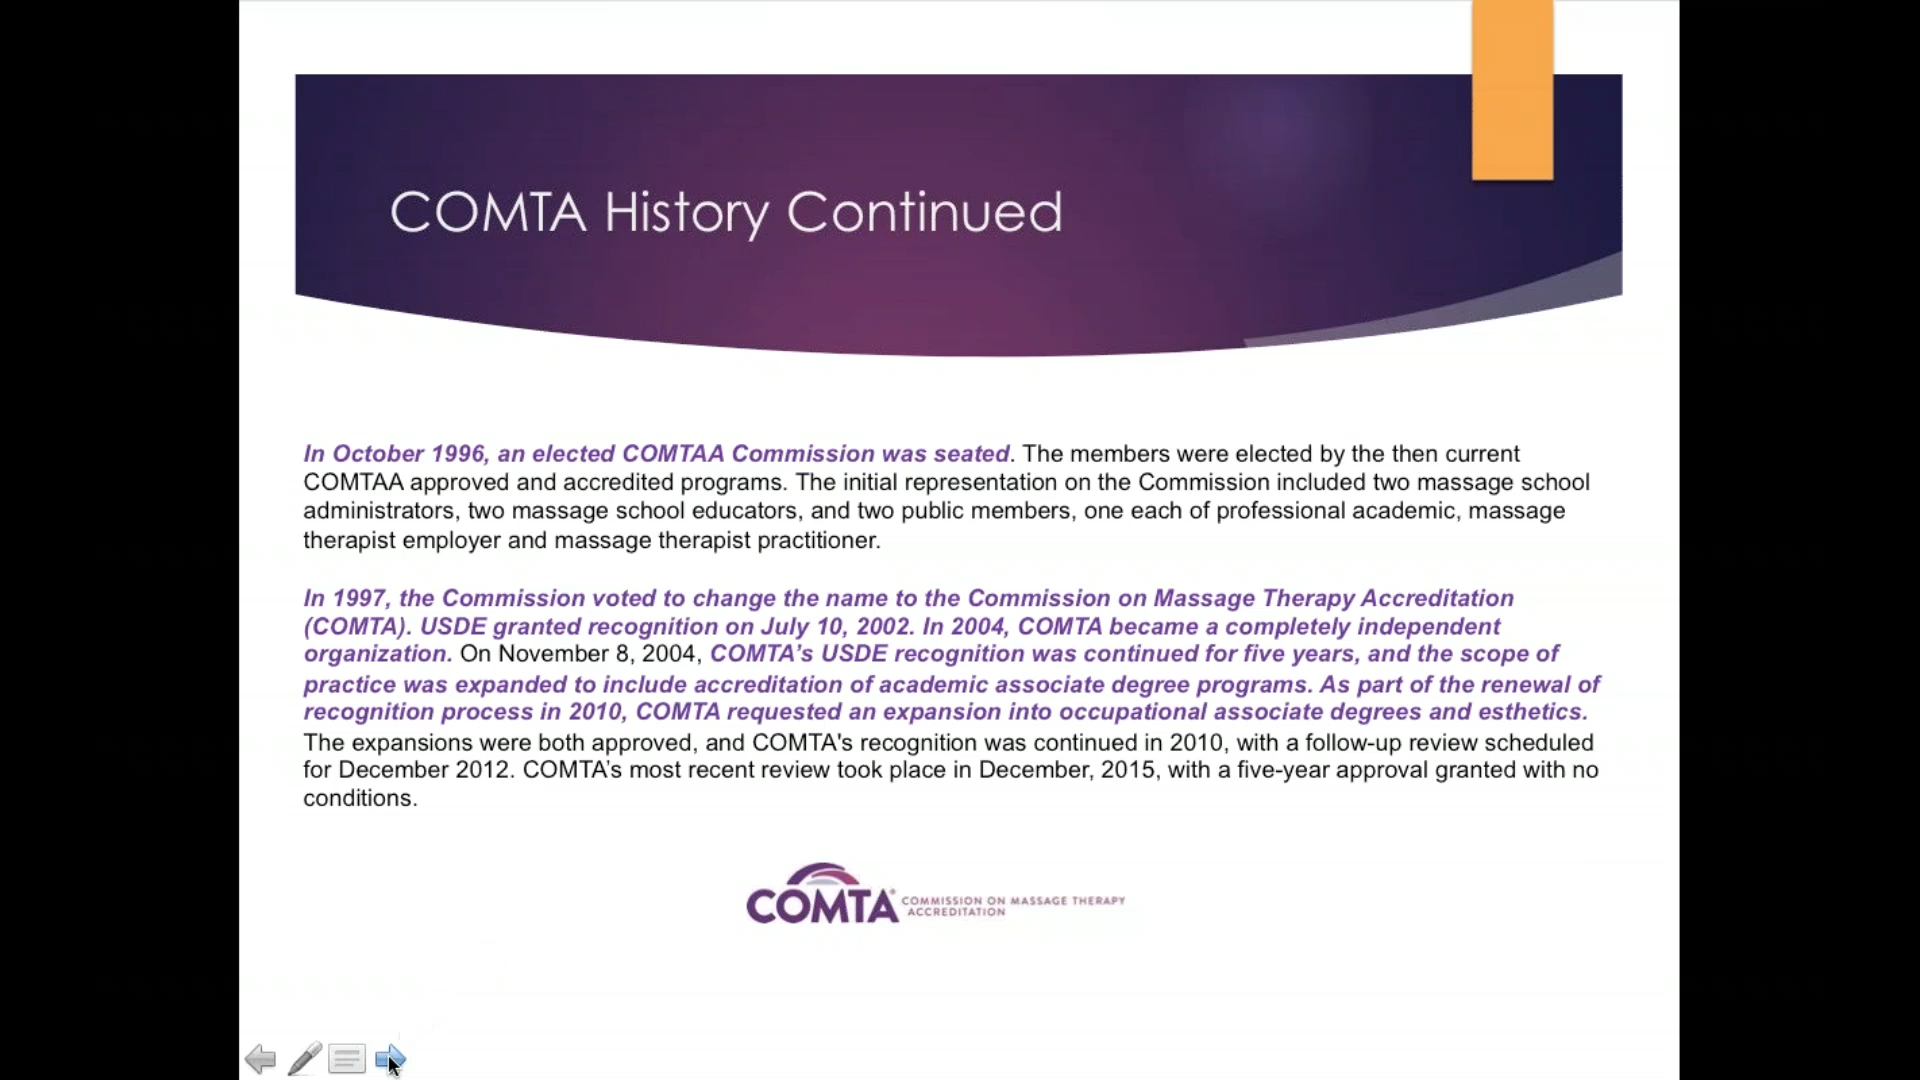 COMTA History Continued
In October 1996, an elected COMTAA Commission was seated. The members were elected by the then current
COMTAA approved and accredited programs. The initial representation on the Commission included two massage school
administrators, two massage school educators, and two public members, one each of professional academic, massage
therapist employer and massage therapist practitioner.
In 1997, the Commission voted to change the name to the Commission on Massage Therapy Accreditation
(COMTA). USDE granted recognition on July 10, 2002. In 2004, COMTA became a completely independent
organization. On November 8, 2004, COMTA’s USDE recognition was continued for five years, and the scope of
practice was expanded to include accreditation of academic associate degree programs. As part of the renewal of
recognition process in 2010, COMTA requested an expansion into occupational associate degrees and esthetics.
The expansions were both approved, and COMTA's recognition was continued in 2010, with a follow-up review scheduled
for December 2012. COMTA’s most recent review took place in December, 2015, with a five-year approval granted with no
conditions.
COMTA® COMMISSION ON MASSAGE THERAPY
ACCREDITATION